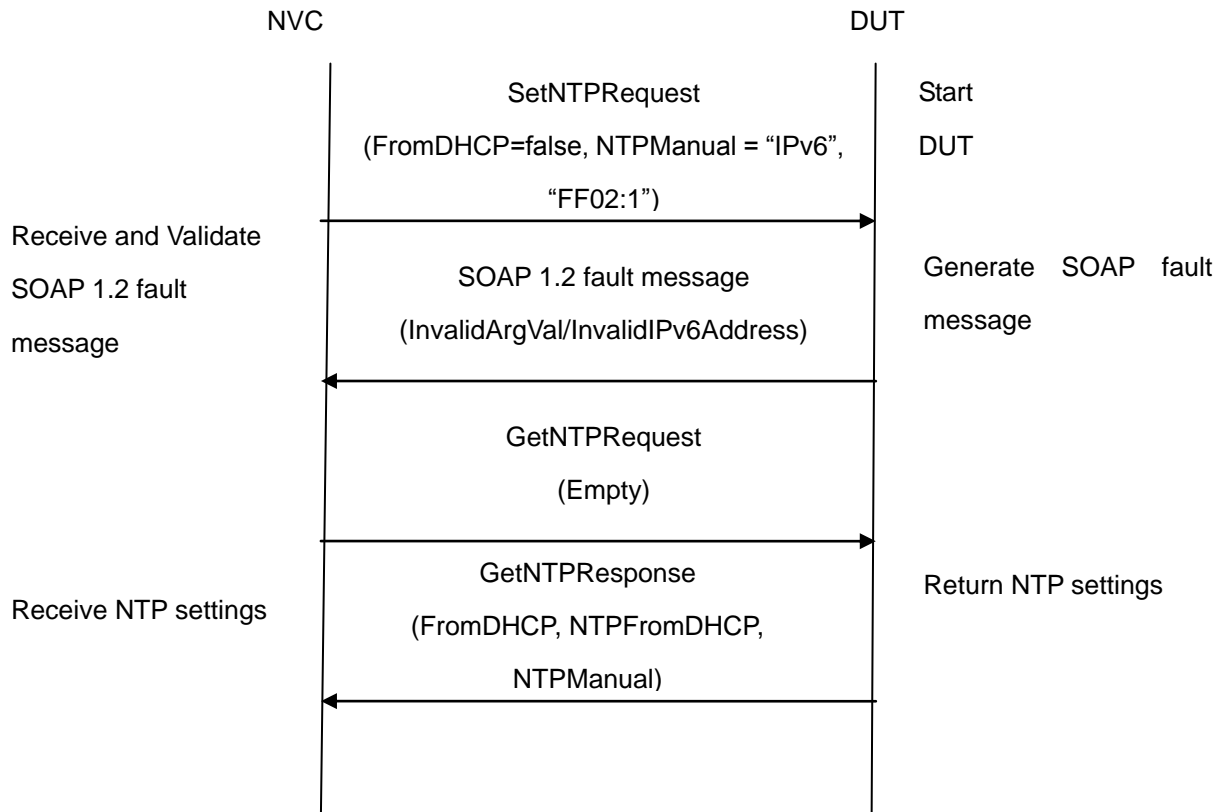 NVC
DUT
SetNTPRequest
(FromDHCP=false, NTPManual = “IPv6”,
“FF02:1”)
Start
DUT
Receive and Validate
SOAP 1.2 fault
message
SOAP 1.2 fault message
(InvalidArgVal/InvalidIPv6Address)
Generate SOAP fault
message
GetNTPRequest
(Empty)
GetNTPResponse
(FromDHCP, NTPFromDHCP,
NTPManual)
Receive NTP settings
Return NTP settings